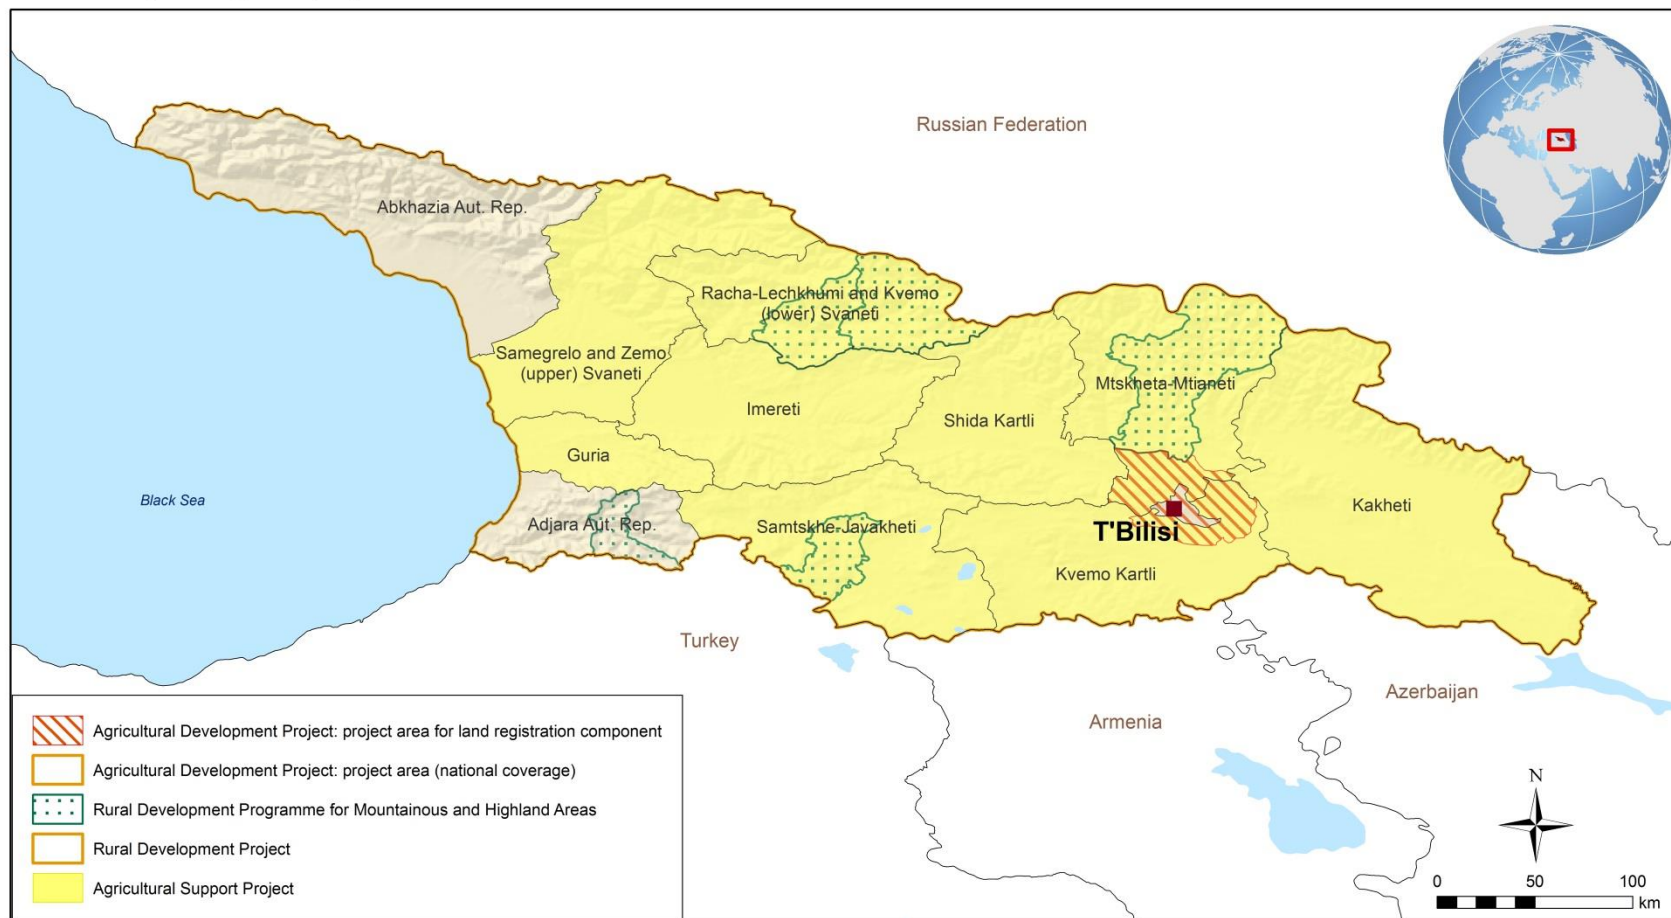 Russian Federation
Abkhazia Aut. Rep.
Racha-Lechkhumi and Kvemo
(lower) Svaneti
Samegrelo and Zemo
(upper) Svaneti
Mtskheta-Mtianeti
Imereti
Shida Kartli
Guria
Black Sea
Adjara Aut. Rep.
Samtskhe-Javakheti
Kakheti
T'Bilisi
Kvemo Kartli
Turkey
Azerbaijan
Armenia
Agricultural Development Project: project area for land registration component
Agricultural Development Project: project area (national coverage)
Rural Development Programme for Mountainous and Highland Areas
Rural Development Project
Agricultural Support Project
N
0 50 100
km